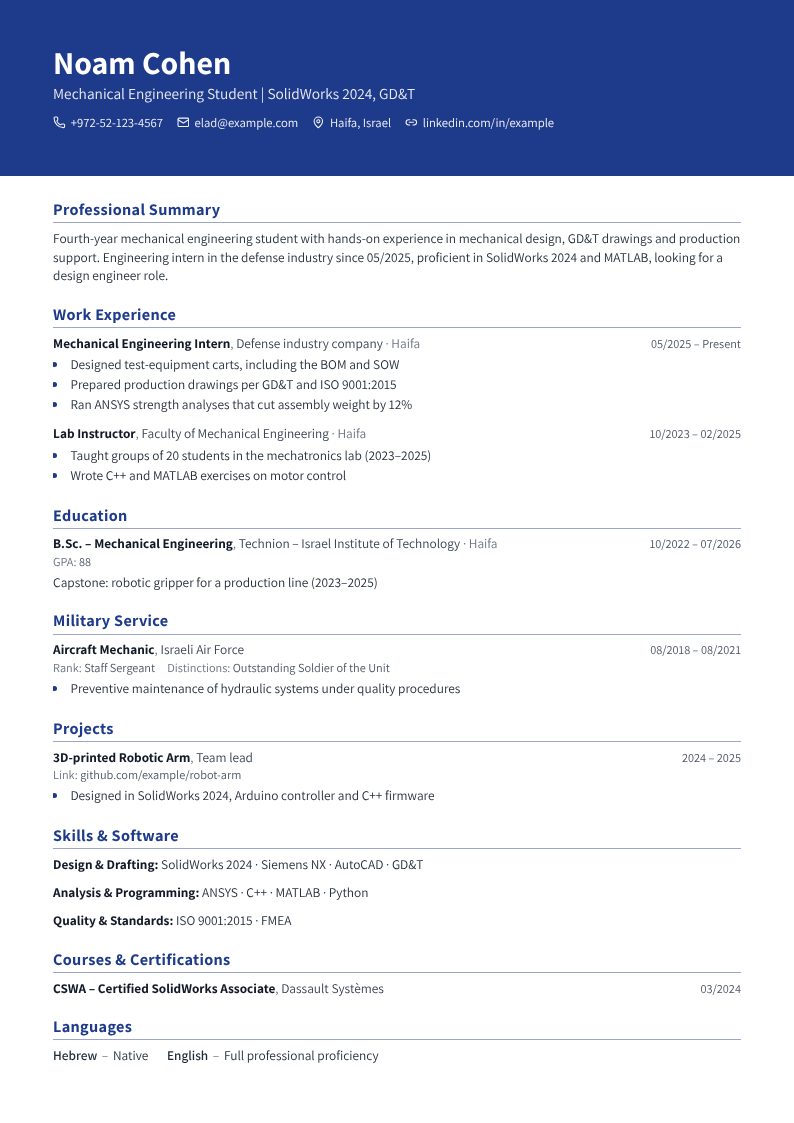 Noam Cohen
Mechanical Engineering Student | SolidWorks 2024, GD&T
+972-52-123-4567 elad@example.com Haifa, Israel linkedin.com/in/example
Professional Summary
Fourth-year mechanical engineering student with hands-on experience in mechanical design, GD&T drawings and production
support. Engineering intern in the defense industry since 05/2025, proficient in SolidWorks 2024 and MATLAB, looking for a
design engineer role.
Work Experience
Mechanical Engineering Intern, Defense industry company · Haifa 05/2025 – Present
• Designed test-equipment carts, including the BOM and SOW
• Prepared production drawings per GD&T and ISO 9001:2015
• Ran ANSYS strength analyses that cut assembly weight by 12%
Lab Instructor, Faculty of Mechanical Engineering · Haifa 10/2023 – 02/2025
• Taught groups of 20 students in the mechatronics lab (2023–2025)
• Wrote C++ and MATLAB exercises on motor control
Education
B.Sc. – Mechanical Engineering, Technion – Israel Institute of Technology · Haifa 10/2022 – 07/2026
GPA: 88
Capstone: robotic gripper for a production line (2023–2025)
Military Service
Aircraft Mechanic, Israeli Air Force 08/2018 – 08/2021
Rank: Staff Sergeant Distinctions: Outstanding Soldier of the Unit
• Preventive maintenance of hydraulic systems under quality procedures
Projects
3D-printed Robotic Arm, Team lead 2024 – 2025
Link: github.com/example/robot-arm
• Designed in SolidWorks 2024, Arduino controller and C++ firmware
Skills & Software
Design & Drafting: SolidWorks 2024 · Siemens NX · AutoCAD · GD&T
Analysis & Programming: ANSYS · C++ · MATLAB · Python
Quality & Standards: ISO 9001:2015 · FMEA
Courses & Certifications
CSWA – Certified SolidWorks Associate, Dassault Systèmes 03/2024
Languages
Hebrew – Native English – Full professional proficiency